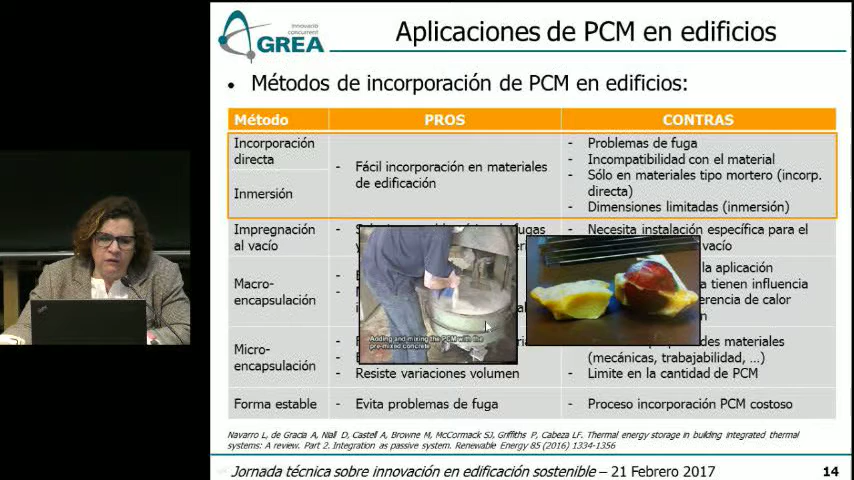 innovació
concurrent
GREA
Aplicaciones de PCM en edificios
• Métodos de incorporación de PCM en edificios:
Método PROS CONTRAS
Incorporación
directa
Inmersión
- Fácil incorporación en materiales
de edificación
- Problemas de fuga
- Incompatibilidad con el material
- Sólo en materiales tipo mortero (incorp.
directa)
- Dimensiones limitadas (inmersión)
Impregnación
al vacío
- Necesita instalación específica para el
vacío
Macro-
encapsulación
la aplicación
tienen influencia
calor
Micro-
encapsulación
- Resiste variaciones volumen
materiales
(mecánicas, trabajabilidad, …)
- Limite en la cantidad de PCM
Forma estable
- Evita problemas de fuga
- Proceso incorporación PCM costoso
Adding and mixing the PCM with the
pre-mixed concrete
Navarro L, de Gracia A, Niall D, Castell A, Browne M, McCormack SJ, Griffiths P, Cabeza LF. Thermal energy storage in building integrated thermal
systems: A review. Part 2. Integration as passive system. Renewable Energy 85 (2016) 1334-1356
Jornada técnica sobre innovación en edificación sostenible – 21 Febrero 2017
14